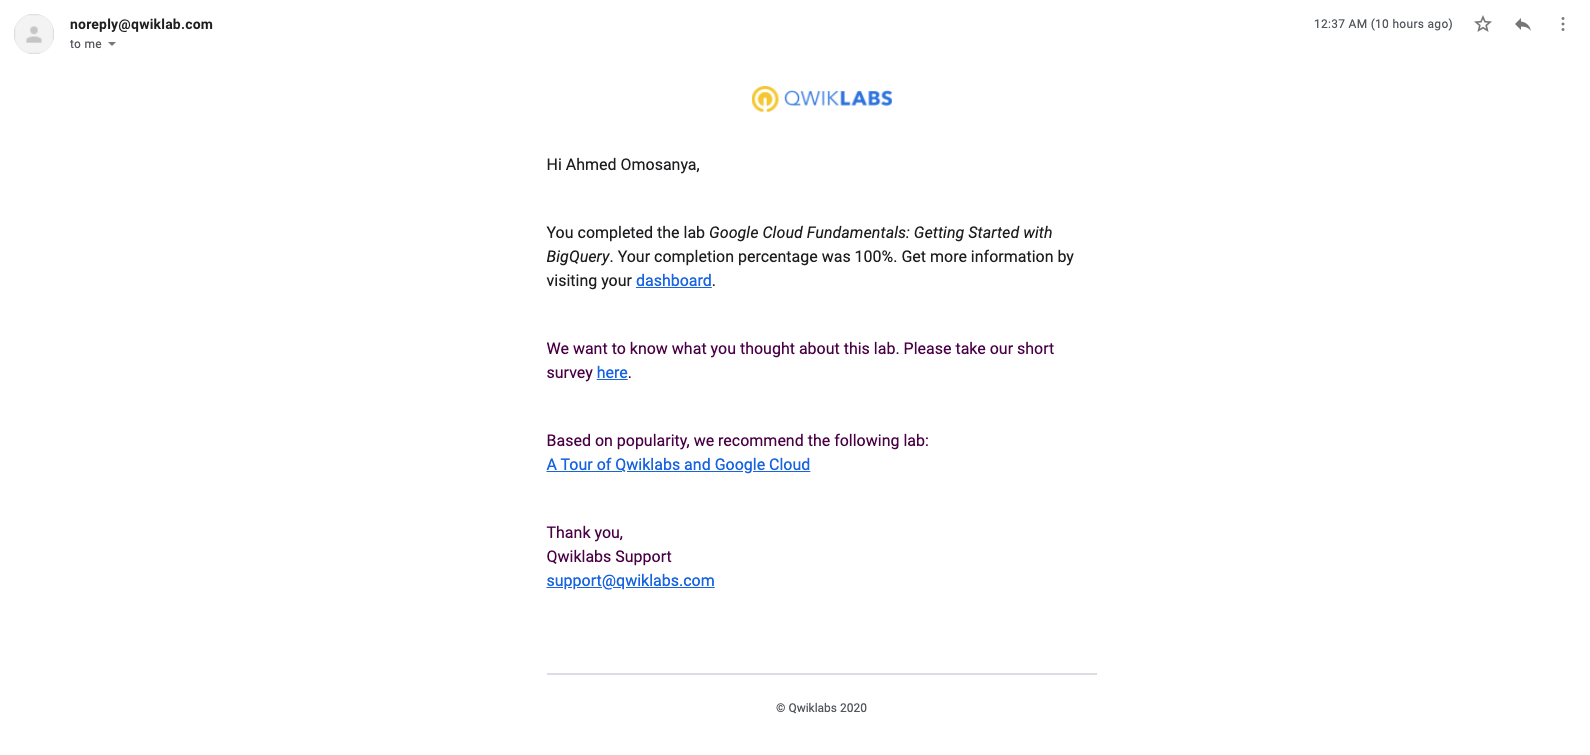 noreply@qwiklab.com
12:37 AM (10 hours ago)
to me
QWIKLABS
Hi Ahmed Omosanya,
You completed the lab Google Cloud Fundamentals: Getting Started with
BigQuery. Your completion percentage was 100%. Get more information by
visiting your dashboard.
We want to know what you thought about this lab. Please take our short
survey here.
Based on popularity, we recommend the following lab:
A Tour of Qwiklabs and Google Cloud
Thank you,
Qwiklabs Support
support@qwiklabs.com
© Qwiklabs 2020